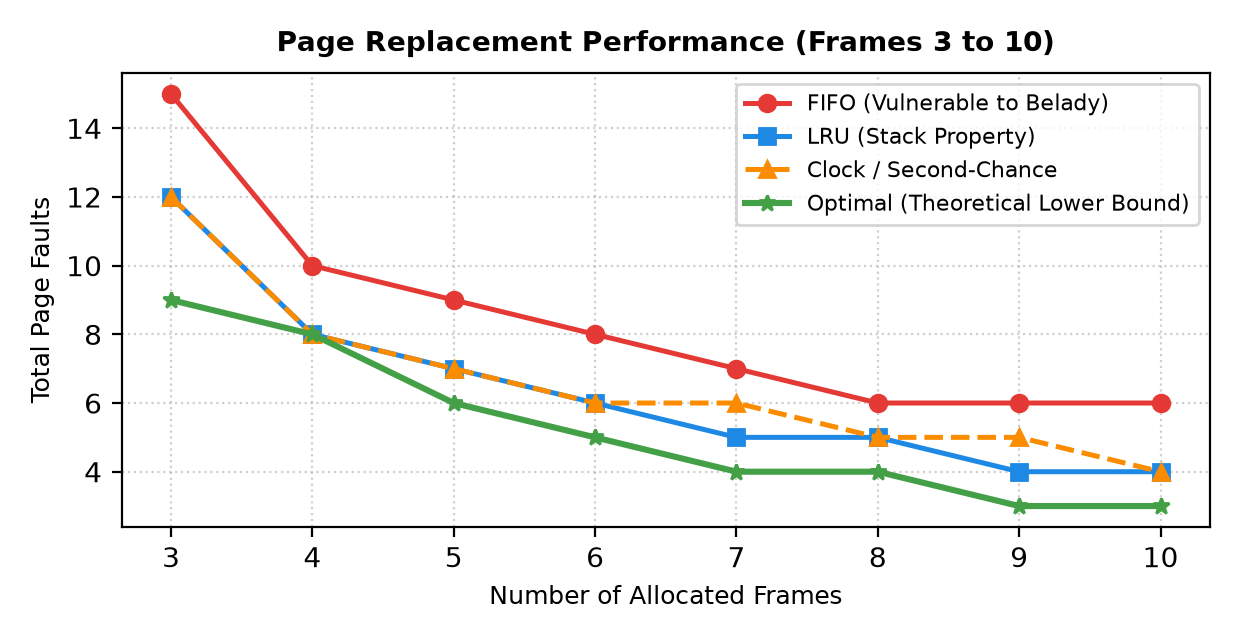 Page Replacement Performance (Frames 3 to 10)
FIFO (Vulnerable to Belady)
LRU (Stack Property)
Clock / Second-Chance
Optimal (Theoretical Lower Bound)
Total Page Faults
14
12
10
8
6
4
3 4 5 6 7 8 9 10
Number of Allocated Frames